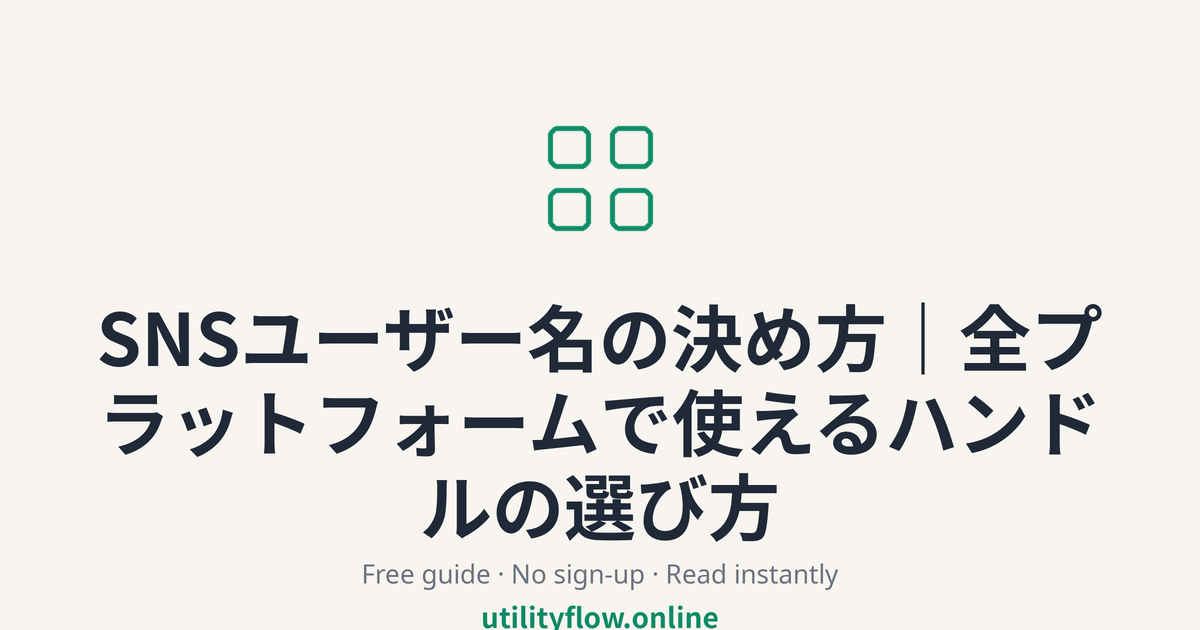 SNSユーザー名の決め方｜全プ
ラットフォームで使えるハンド
ルの選び方
Free guide · No sign-up · Read instantly
utilityflow.online